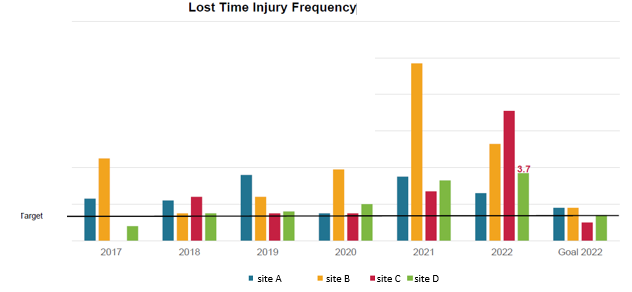 Lost Time Injury Frequency
3.7
Target
2017 2018 2019 2020 2021 2022 Goal 2022
site A site B site C site D